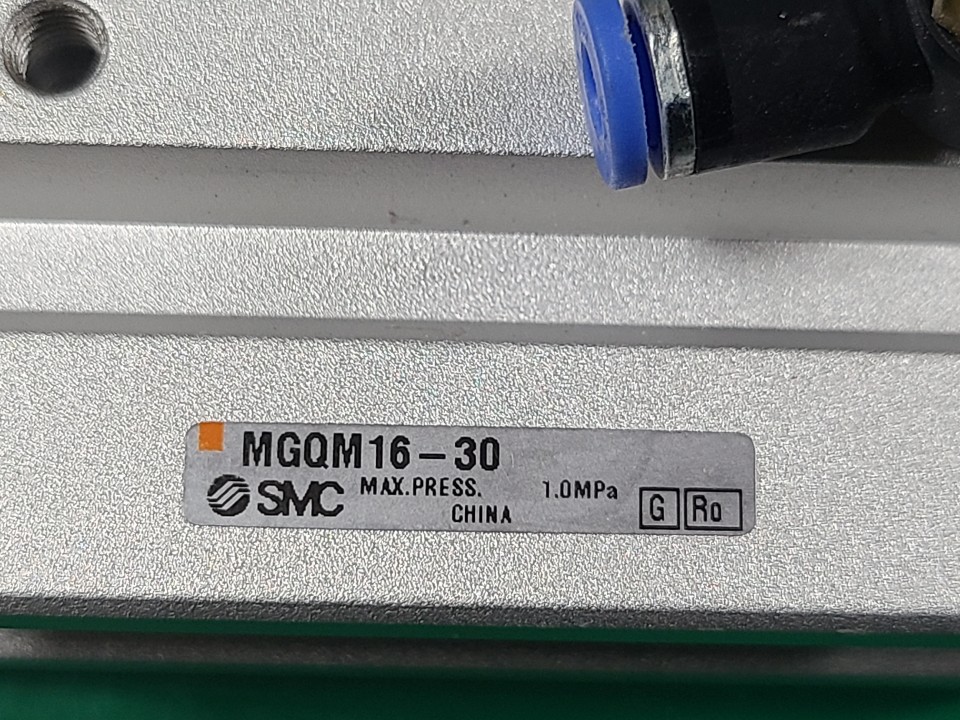 MGQM16-30
SMC MAX.PRESS. 1.0MPa
CHINA G Ro